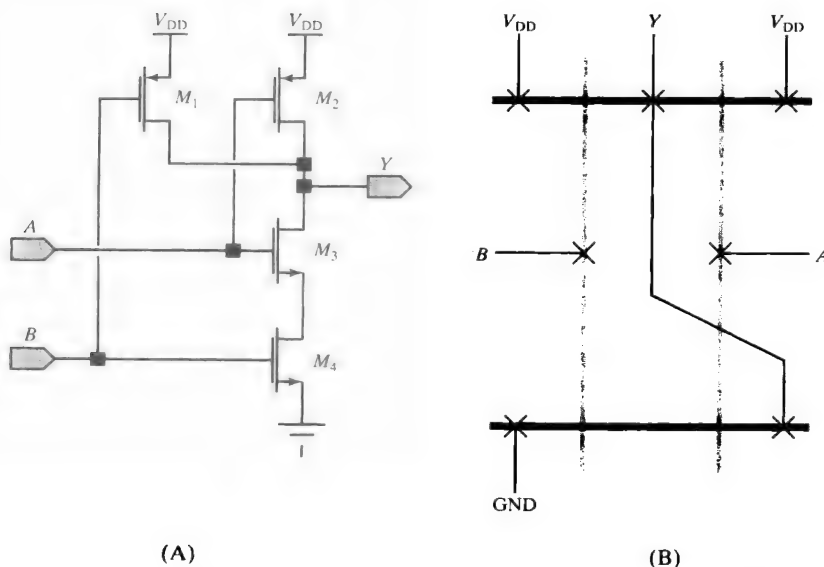 V_DD V_DD
M_1 M_2
Y
A
M_3
B
M_4
(A)
V_DD Y V_DD
B A
GND
(B)